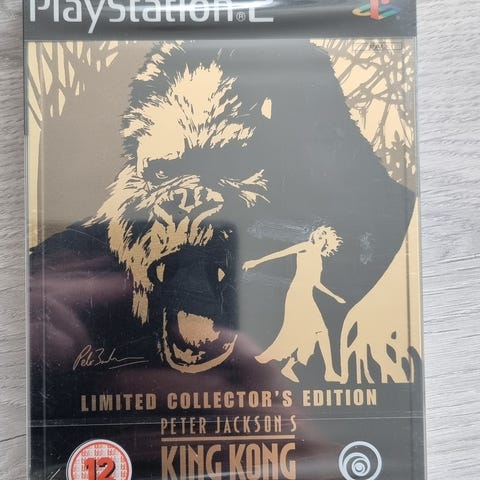 PlayStation®2
LIMITED COLLECTOR'S EDITION
PETER JACKSON'S
KING KONG
12